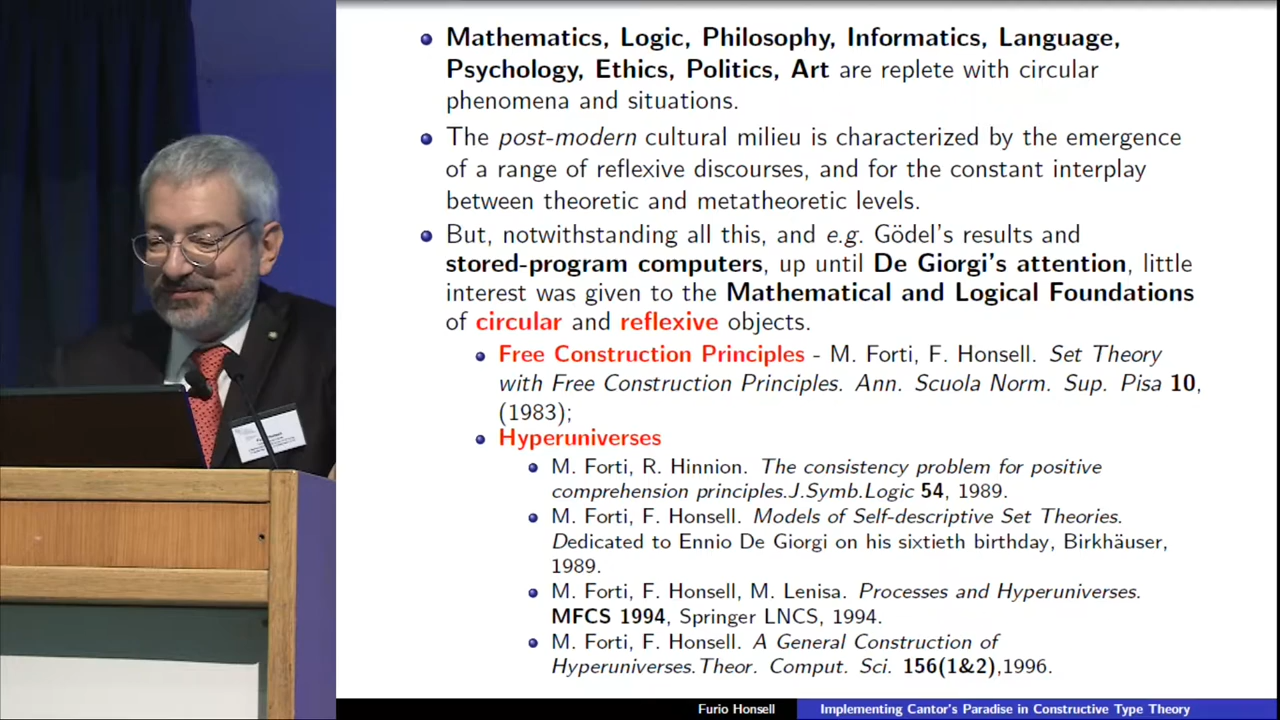 Mathematics, Logic, Philosophy, Informatics, Language,
Psychology, Ethics, Politics, Art are replete with circular
phenomena and situations.
The post-modern cultural milieu is characterized by the emergence
of a range of reflexive discourses, and for the constant interplay
between theoretic and metatheoretic levels.
But, notwithstanding all this, and e.g. Gödel's results and
stored-program computers, up until De Giorgi's attention, little
interest was given to the Mathematical and Logical Foundations
of circular and reflexive objects.
Free Construction Principles - M. Forti, F. Honsell. Set Theory
with Free Construction Principles. Ann. Scuola Norm. Sup. Pisa 10,
(1983);
Hyperuniverses
M. Forti, R. Hinnion. The consistency problem for positive
comprehension principles.J.Symb.Logic 54, 1989.
M. Forti, F. Honsell. Models of Self-descriptive Set Theories.
Dedicated to Ennio De Giorgi on his sixtieth birthday, Birkhäuser,
1989.
M. Forti, F. Honsell, M. Lenisa. Processes and Hyperuniverses.
MFCS 1994, Springer LNCS, 1994.
M. Forti, F. Honsell. A General Construction of
Hyperuniverses.Theor. Comput. Sci. 156(1&2),1996.
Furio Honsell
Implementing Cantor's Paradise in Constructive Type Theory